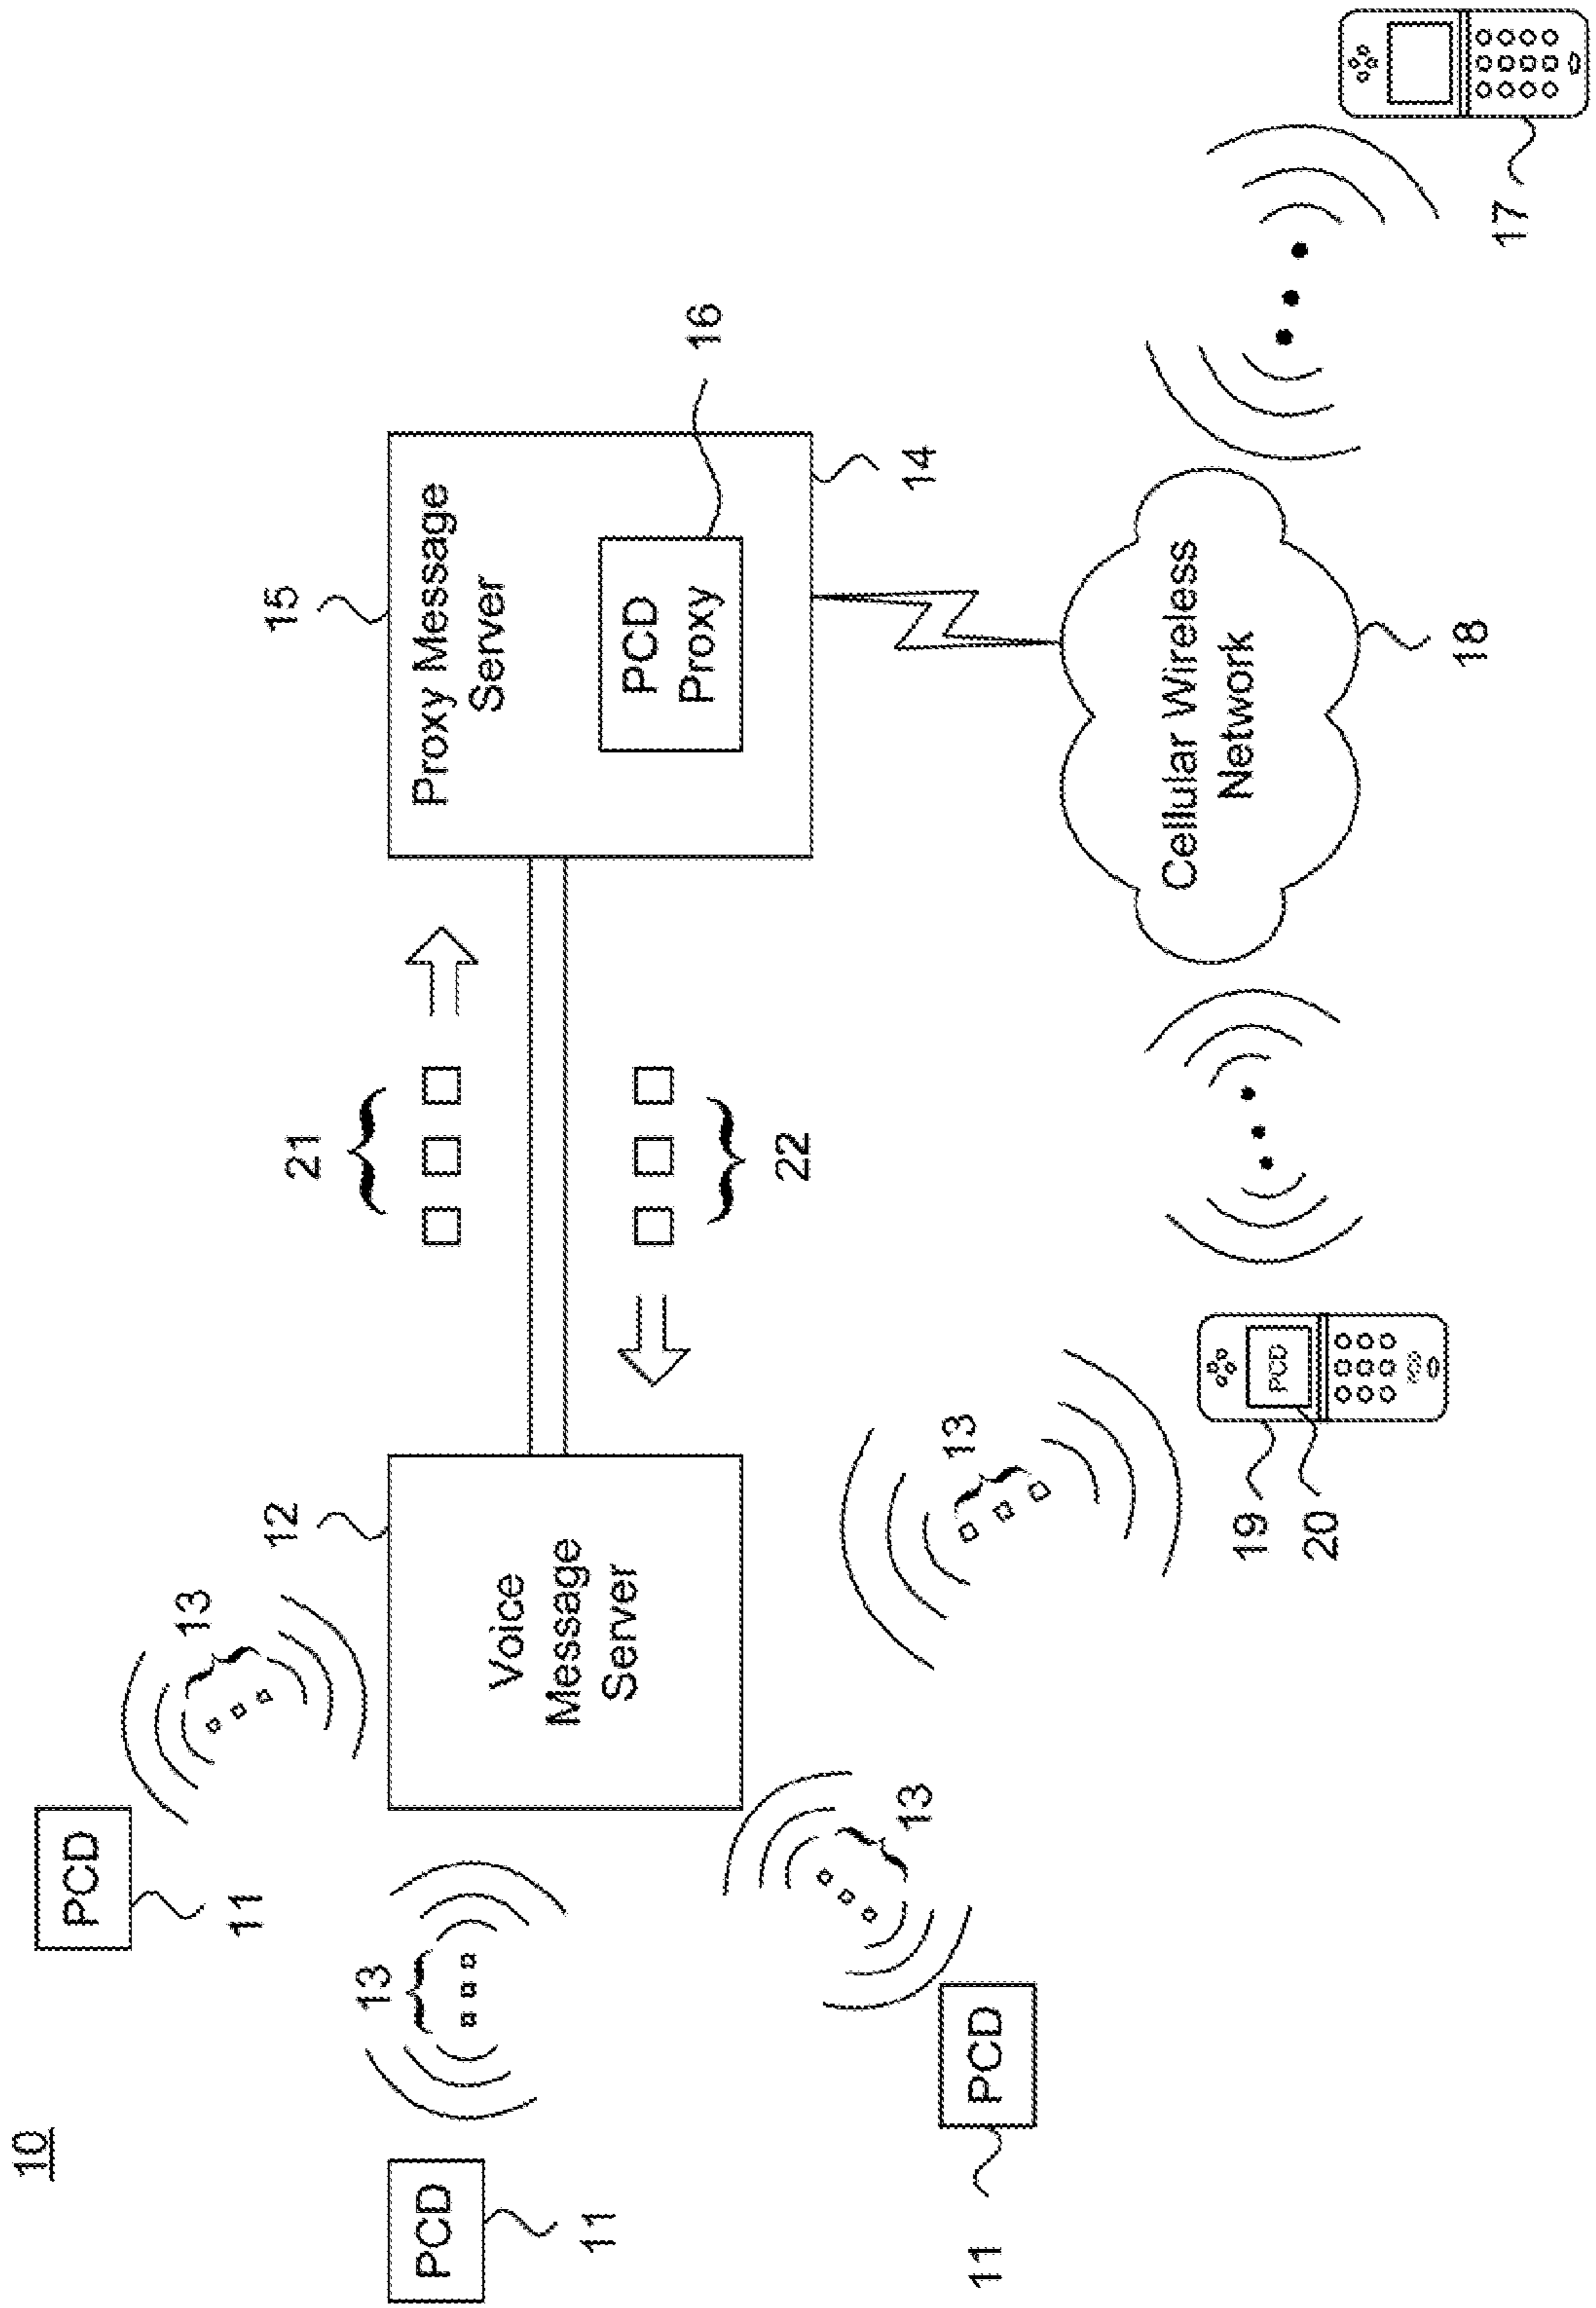 10
PCD
11
13
12
Voice
Message
Server
21
15
Proxy Message
Server
PCD
Proxy
16
14
PCD
11
13
22
PCD
11
13
13
19
PCD
20
Cellular Wireless
Network
18
17